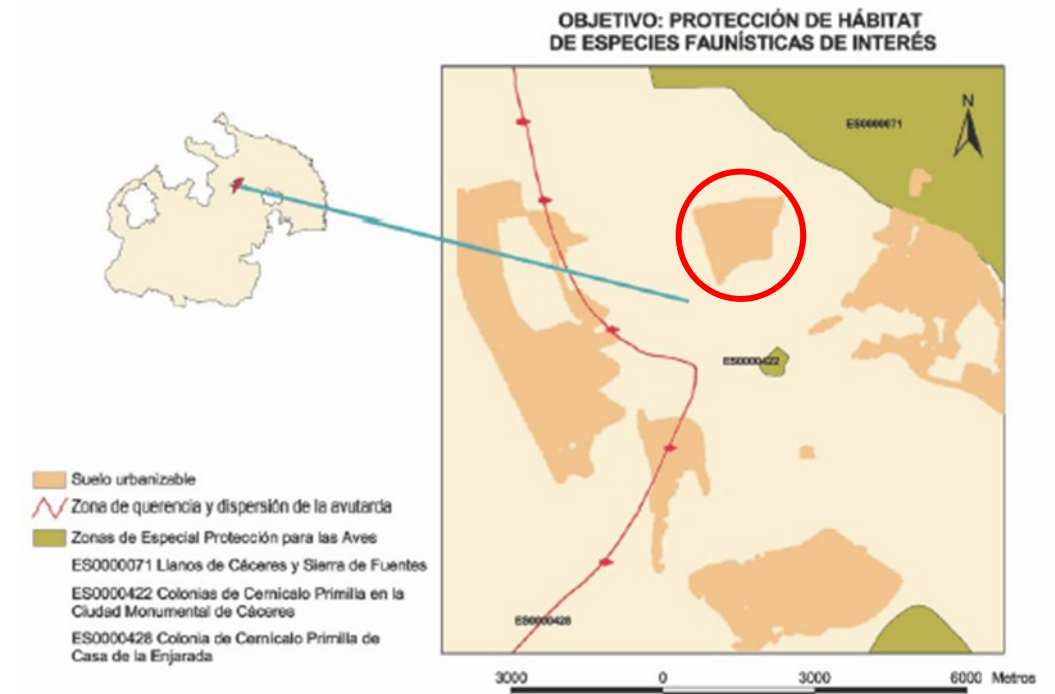 OBJETIVO: PROTECCIÓN DE HÁBITAT
DE ESPECIES FAUNÍSTICAS DE INTERÉS
N
ES0000071
ES0000422
ES0000428
Suelo urbanizable
Zona de querencia y dispersión de la avutarda
Zonas de Especial Protección para las Aves
ES0000071 Llanos de Cáceres y Sierra de Fuentes
ES0000422 Colonias de Cernicalo Primilla en la
Ciudad Monumental de Cáceres
ES0000428 Colonia de Cernicalo Primilla de
Casa de la Enjarada
3000 0 3000 6000 Metros